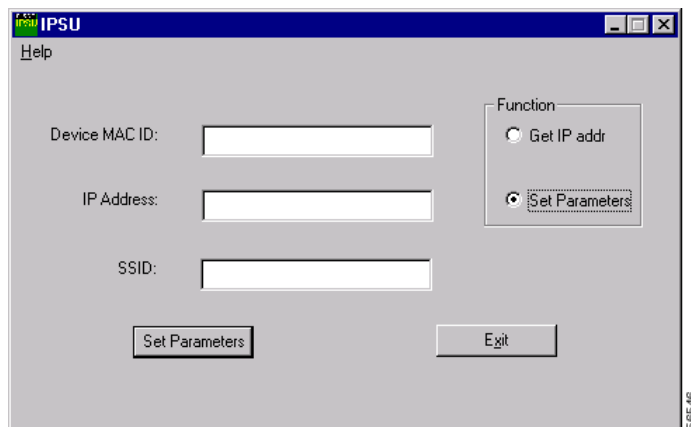 IPSU
Help
Function
Device MAC ID:
Get IP addr
IP Address:
Set Parameters
SSID:
Set Parameters
Exit